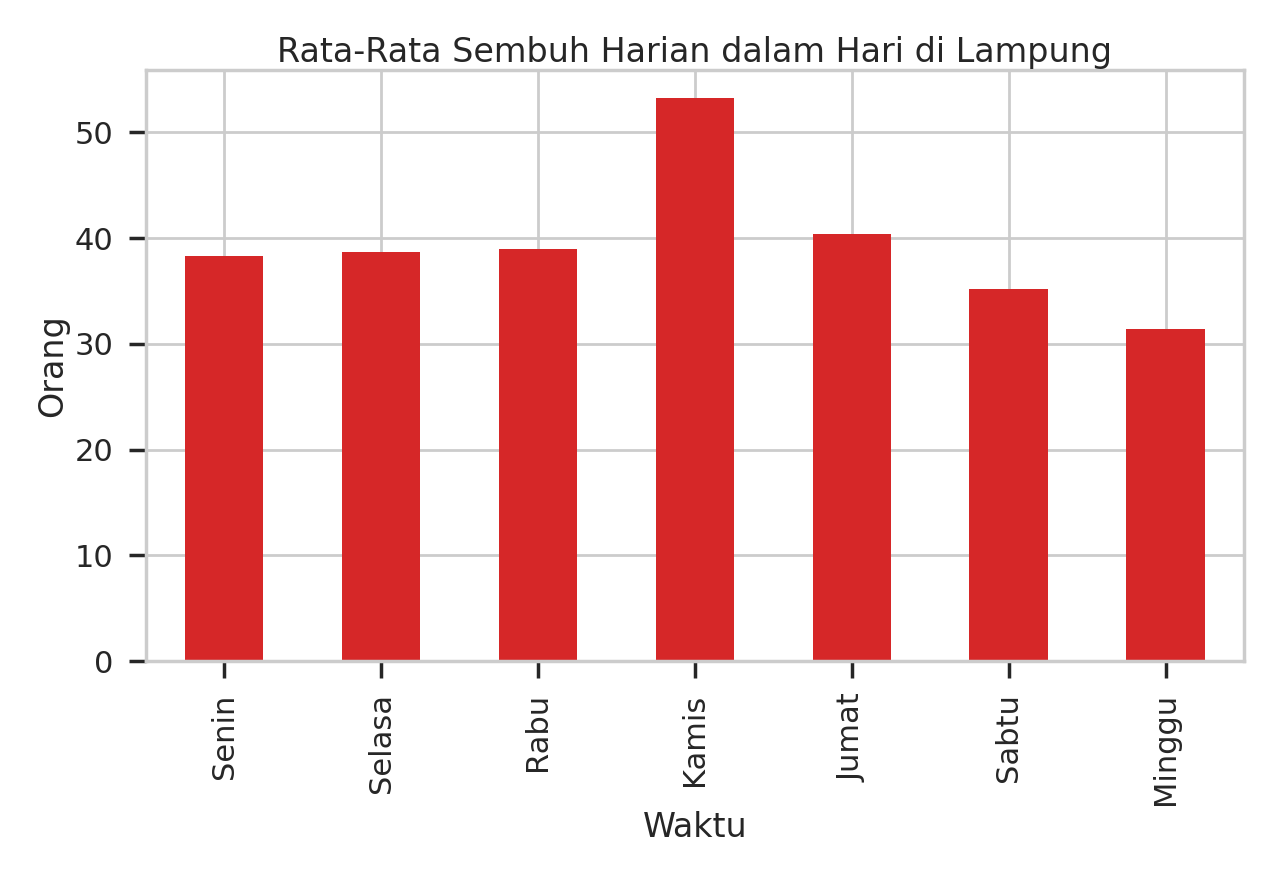 Rata-Rata Sembuh Harian dalam Hari di Lampung
Orang
50
40
30
20
10
0
Senin
Selasa
Rabu
Kamis
Jumat
Sabtu
Minggu
Waktu